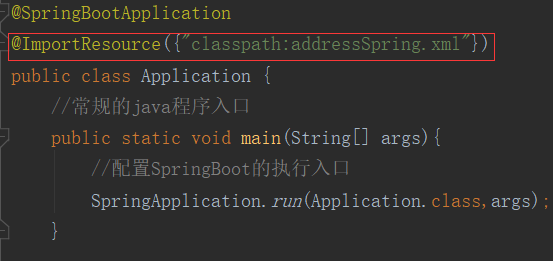 @SpringBootApplication
@ImportResource({"classpath:addressSpring.xml"})
public class Application {
//常规的java程序入口
public static void main(String[] args){
//配置SpringBoot的执行入口
SpringApplication.run(Application.class,args);
}